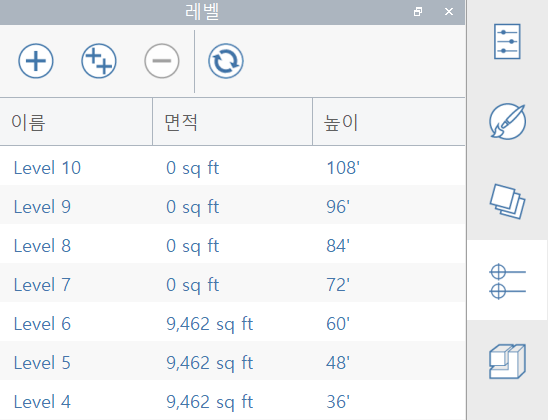 레벨
이름 면적 높이
Level 10 0 sq ft 108'
Level 9 0 sq ft 96'
Level 8 0 sq ft 84'
Level 7 0 sq ft 72'
Level 6 9,462 sq ft 60'
Level 5 9,462 sq ft 48'
Level 4 9,462 sq ft 36'